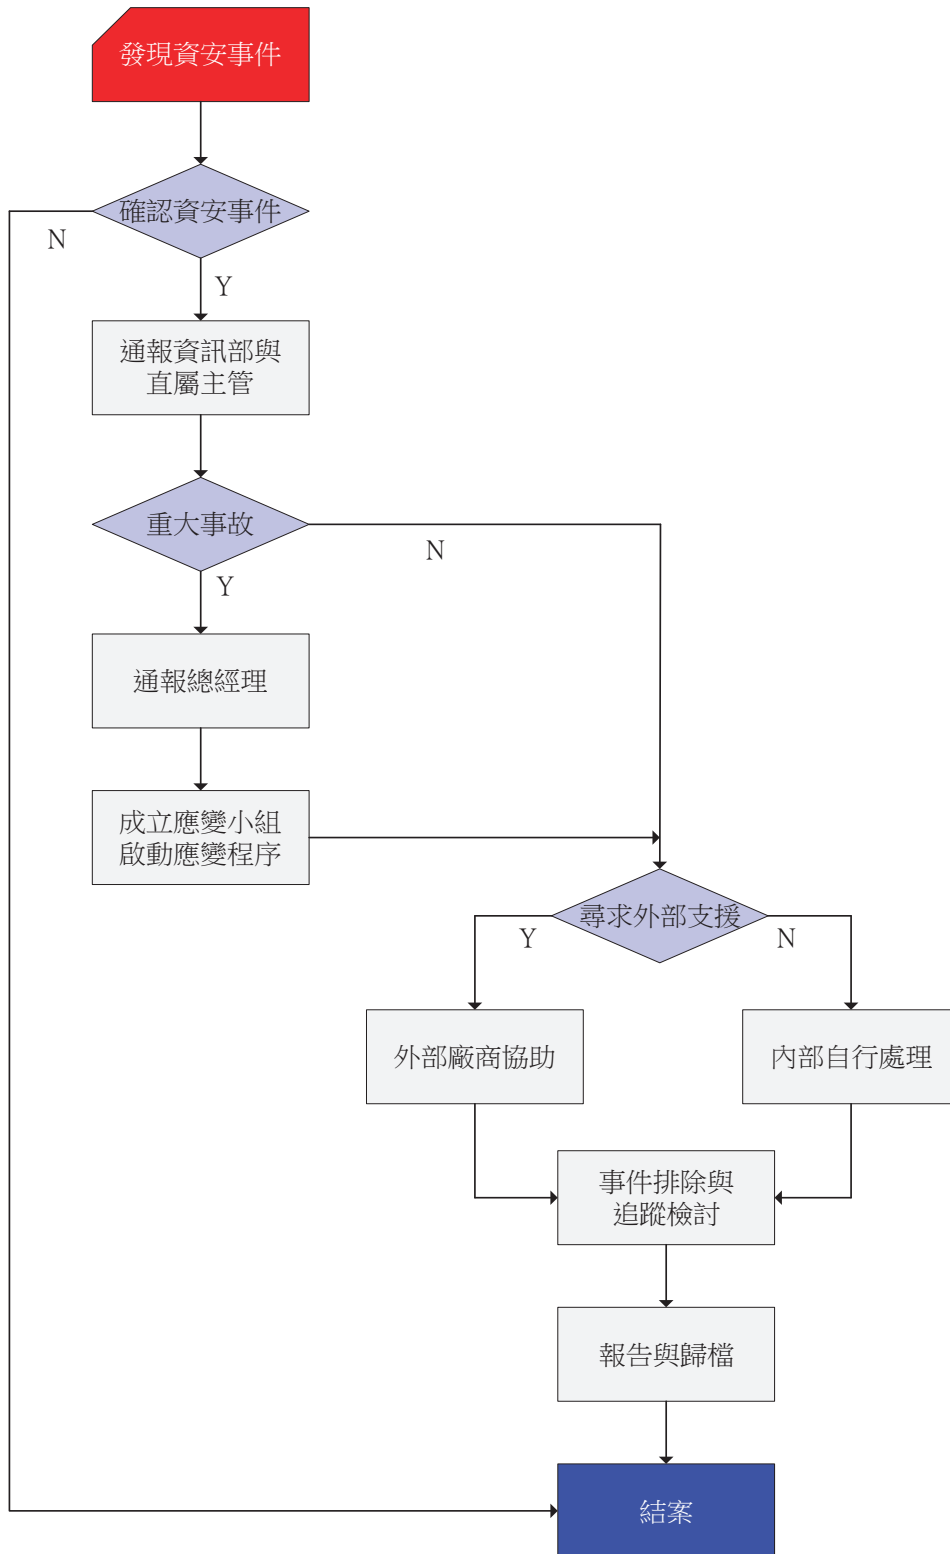 發現資安事件
確認資安事件
N
Y
通報資訊部與
直屬主管
重大事故
N
Y
通報總經理
成立應變小組
啟動應變程序
尋求外部支援
Y
N
外部廠商協助
內部自行處理
事件排除與
追蹤檢討
報告與歸檔
結案